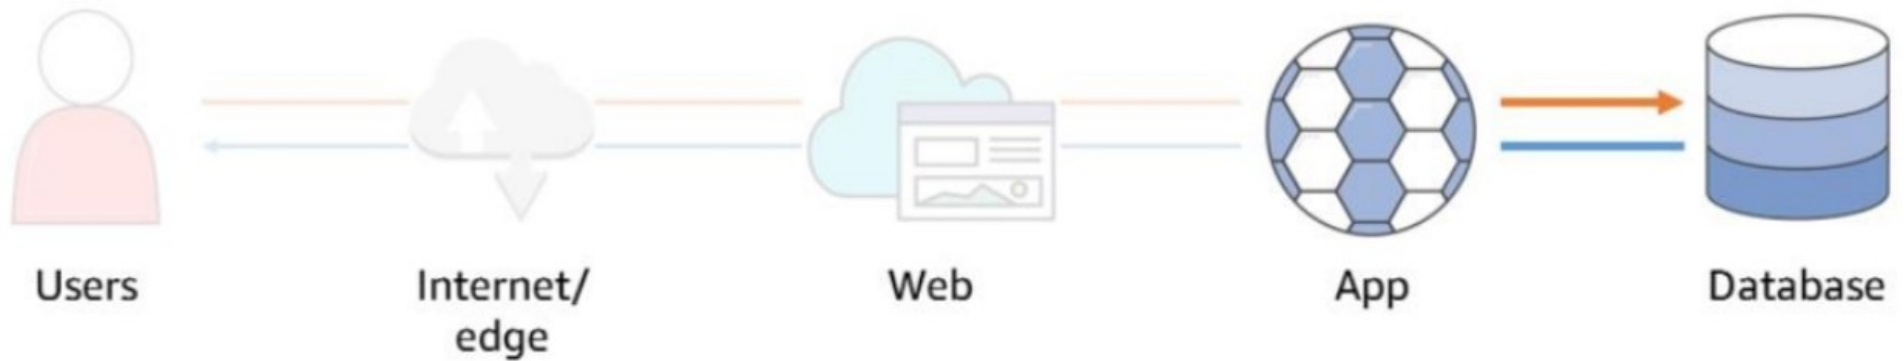 Users
Internet/
edge
Web
App
Database